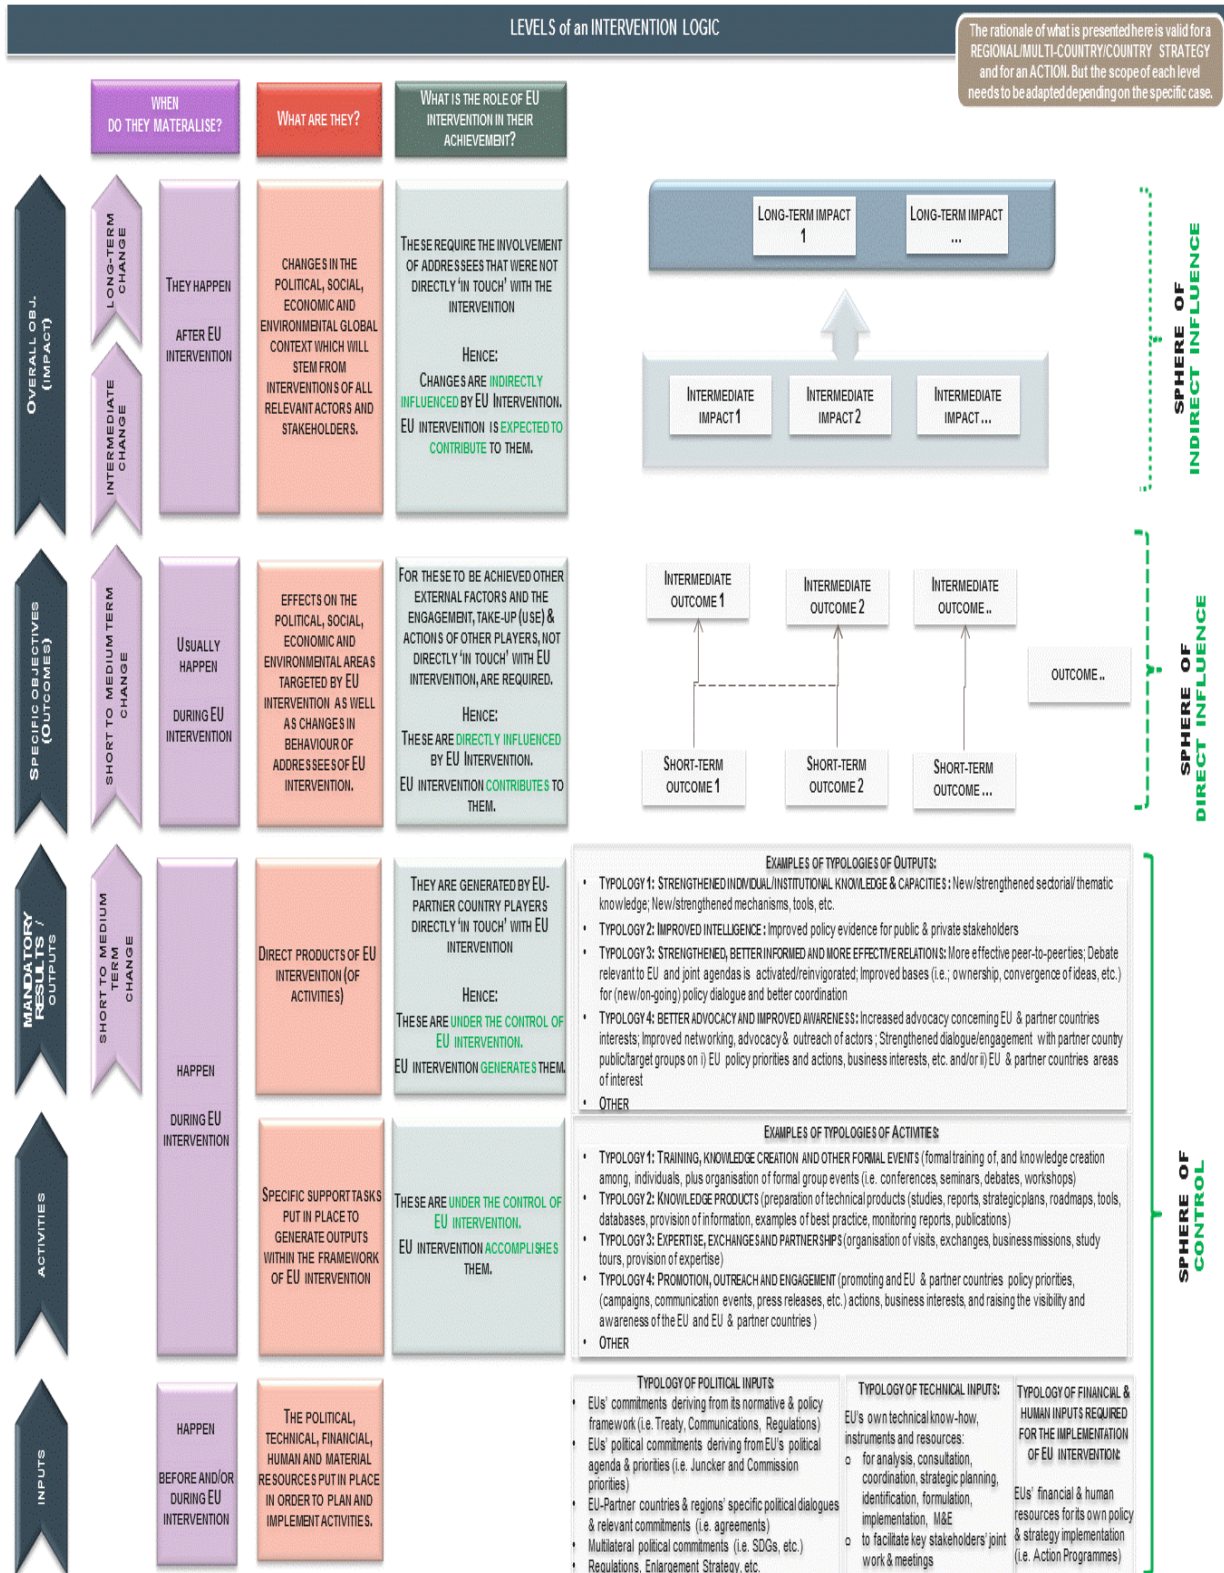 LEVELS of an INTERVENTION LOGIC
The rationale of what is presented here is valid for a
REGIONAL/MULTI-COUNTRY/COUNTRY STRATEGY
and for an ACTION. But the scope of each level
needs to be adapted depending on the specific case.
WHEN
DO THEY MATERALISE?
WHAT ARE THEY?
WHAT IS THE ROLE OF EU
INTERVENTION IN THEIR
ACHIEVEMENT?
OVERALL OBJ.
(IMPACT)
LONG-TERM
CHANGE
INTERMEDIATE
CHANGE
THEY HAPPEN
AFTER EU
INTERVENTION
CHANGES IN THE
POLITICAL, SOCIAL,
ECONOMIC AND
ENVIRONMENTAL GLOBAL
CONTEXT WHICH WILL
STEM FROM
INTERVENTIONS OF ALL
RELEVANT ACTORS AND
STAKEHOLDERS.
THESE REQUIRE THE INVOLVEMENT
OF ADDRESSEES THAT WERE NOT
DIRECTLY 'IN TOUCH' WITH THE
INTERVENTION
HENCE:
CHANGES ARE INDIRECTLY
INFLUENCED BY EU INTERVENTION.
EU INTERVENTION IS EXPECTED TO
CONTRIBUTE TO THEM.
LONG-TERM IMPACT
1
LONG-TERM IMPACT
...
INTERMEDIATE
IMPACT 1
INTERMEDIATE
IMPACT 2
INTERMEDIATE
IMPACT ...
SPHERE OF
INDIRECT INFLUENCE
SPECIFIC OBJECTIVES
(OUTCOMES)
SHORT TO MEDIUM TERM
CHANGE
USUALLY
HAPPEN
DURING EU
INTERVENTION
EFFECTS ON THE
POLITICAL, SOCIAL,
ECONOMIC AND
ENVIRONMENTAL AREAS
TARGETED BY EU
INTERVENTION AS WELL
AS CHANGES IN
BEHAVIOUR OF
ADDRESSEES OF EU
INTERVENTION.
FOR THESE TO BE ACHIEVED OTHER
EXTERNAL FACTORS AND THE
ENGAGEMENT, TAKE-UP (USE) &
ACTIONS OF OTHER PLAYERS, NOT
DIRECTLY 'IN TOUCH' WITH EU
INTERVENTION, ARE REQUIRED.
HENCE:
THESE ARE DIRECTLY INFLUENCED
BY EU INTERVENTION.
EU INTERVENTION CONTRIBUTES TO
THEM.
INTERMEDIATE
OUTCOME 1
INTERMEDIATE
OUTCOME 2
INTERMEDIATE
OUTCOME ..
OUTCOME ..
SHORT-TERM
OUTCOME 1
SHORT-TERM
OUTCOME 2
SHORT-TERM
OUTCOME ...
SPHERE OF
DIRECT INFLUENCE
MANDATORY
RESULTS /
OUTPUTS
SHORT TO MEDIUM
TERM
CHANGE
HAPPEN
DURING EU
INTERVENTION
DIRECT PRODUCTS OF EU
INTERVENTION (OF
ACTIVITIES)
THEY ARE GENERATED BY EU-
PARTNER COUNTRY PLAYERS
DIRECTLY 'IN TOUCH' WITH EU
INTERVENTION
HENCE:
THESE ARE UNDER THE CONTROL OF
EU INTERVENTION.
EU INTERVENTION GENERATES THEM.
EXAMPLES OF TYPOLOGIES OF OUTPUTS:
• TYPOLOGY 1: STRENGTHENED INDIVIDUAL/INSTITUTIONAL KNOWLEDGE & CAPACITIES : New/strengthened sectorial/ thematic
knowledge; New/strengthened mechanisms, tools, etc.
• TYPOLOGY 2: IMPROVED INTELLIGENCE: Improved policy evidence for public & private stakeholders
• TYPOLOGY 3: STRENGTHENED, BETTER INFORMED AND MORE EFFECTIVE RELATIONS: More effective peer-to-peerties; Debate
relevant to EU and joint agendas is activated/reinvigorated; Improved bases (i.e.; ownership, convergence of ideas, etc.)
for (new/on-going) policy dialogue and better coordination
• TYPOLOGY 4: BETTER ADVOCACY AND IMPROVED AWARENESS: Increased advocacy concerning EU & partner countries
interests; Improved networking, advocacy & outreach of actors ; Strengthened dialogue/engagement with partner country
public/target groups on i) EU policy priorities and actions, business interests, etc. and/or ii) EU & partner countries areas
of interest
• OTHER
ACTIVITIES
SPECIFIC SUPPORT TASKS
PUT IN PLACE TO
GENERATE OUTPUTS
WITHIN THE FRAMEWORK
OF EU INTERVENTION
THESE ARE UNDER THE CONTROL OF
EU INTERVENTION.
EU INTERVENTION ACCOMPLISHES
THEM.
EXAMPLES OF TYPOLOGIES OF ACTIVITIES:
• TYPOLOGY 1: TRAINING, KNOWLEDGE CREATION AND OTHER FORMAL EVENTS (formal training of, and knowledge creation
among, individuals, plus organisation of formal group events (i.e. conferences, seminars, debates, workshops)
• TYPOLOGY 2: KNOWLEDGE PRODUCTS (preparation of technical products (studies, reports, strategic plans, roadmaps, tools,
databases, provision of information, examples of best practice, monitoring reports, publications)
• TYPOLOGY 3: EXPERTISE, EXCHANGES AND PARTNERSHIPS (organisation of visits, exchanges, business missions, study
tours, provision of expertise)
• TYPOLOGY 4: PROMOTION, OUTREACH AND ENGAGEMENT (promoting and EU & partner countries policy priorities,
(campaigns, communication events, press releases, etc.) actions, business interests, and raising the visibility and
awareness of the EU and EU & partner countries )
• OTHER
SPHERE OF
CONTROL
INPUTS
HAPPEN
BEFORE AND/OR
DURING EU
INTERVENTION
THE POLITICAL,
TECHNICAL, FINANCIAL,
HUMAN AND MATERIAL
RESOURCES PUT IN PLACE
IN ORDER TO PLAN AND
IMPLEMENT ACTIVITIES.
TYPOLOGY OF POLITICAL INPUTS:
• EUs' commitments deriving from its normative & policy
framework (i.e. Treaty, Communications, Regulations)
• EUs' political commitments deriving from EU's political
agenda & priorities (i.e. Juncker and Commission
priorities)
• EU-Partner countries & regions' specific political dialogues
& relevant commitments (i.e. agreements)
• Multilateral political commitments (i.e. SDGs, etc.)
• Regulations, Enlargement Strategy, etc.
TYPOLOGY OF TECHNICAL INPUTS:
EU's own technical know-how,
instruments and resources:
o for analysis, consultation,
coordination, strategic planning,
identification, formulation,
implementation, M&E
o to facilitate key stakeholders' joint
work & meetings
TYPOLOGY OF FINANCIAL &
HUMAN INPUTS REQUIRED
FOR THE IMPLEMENTATION
OF EU INTERVENTION:
EUs' financial & human
resources for its own policy
& strategy implementation
(i.e. Action Programmes)